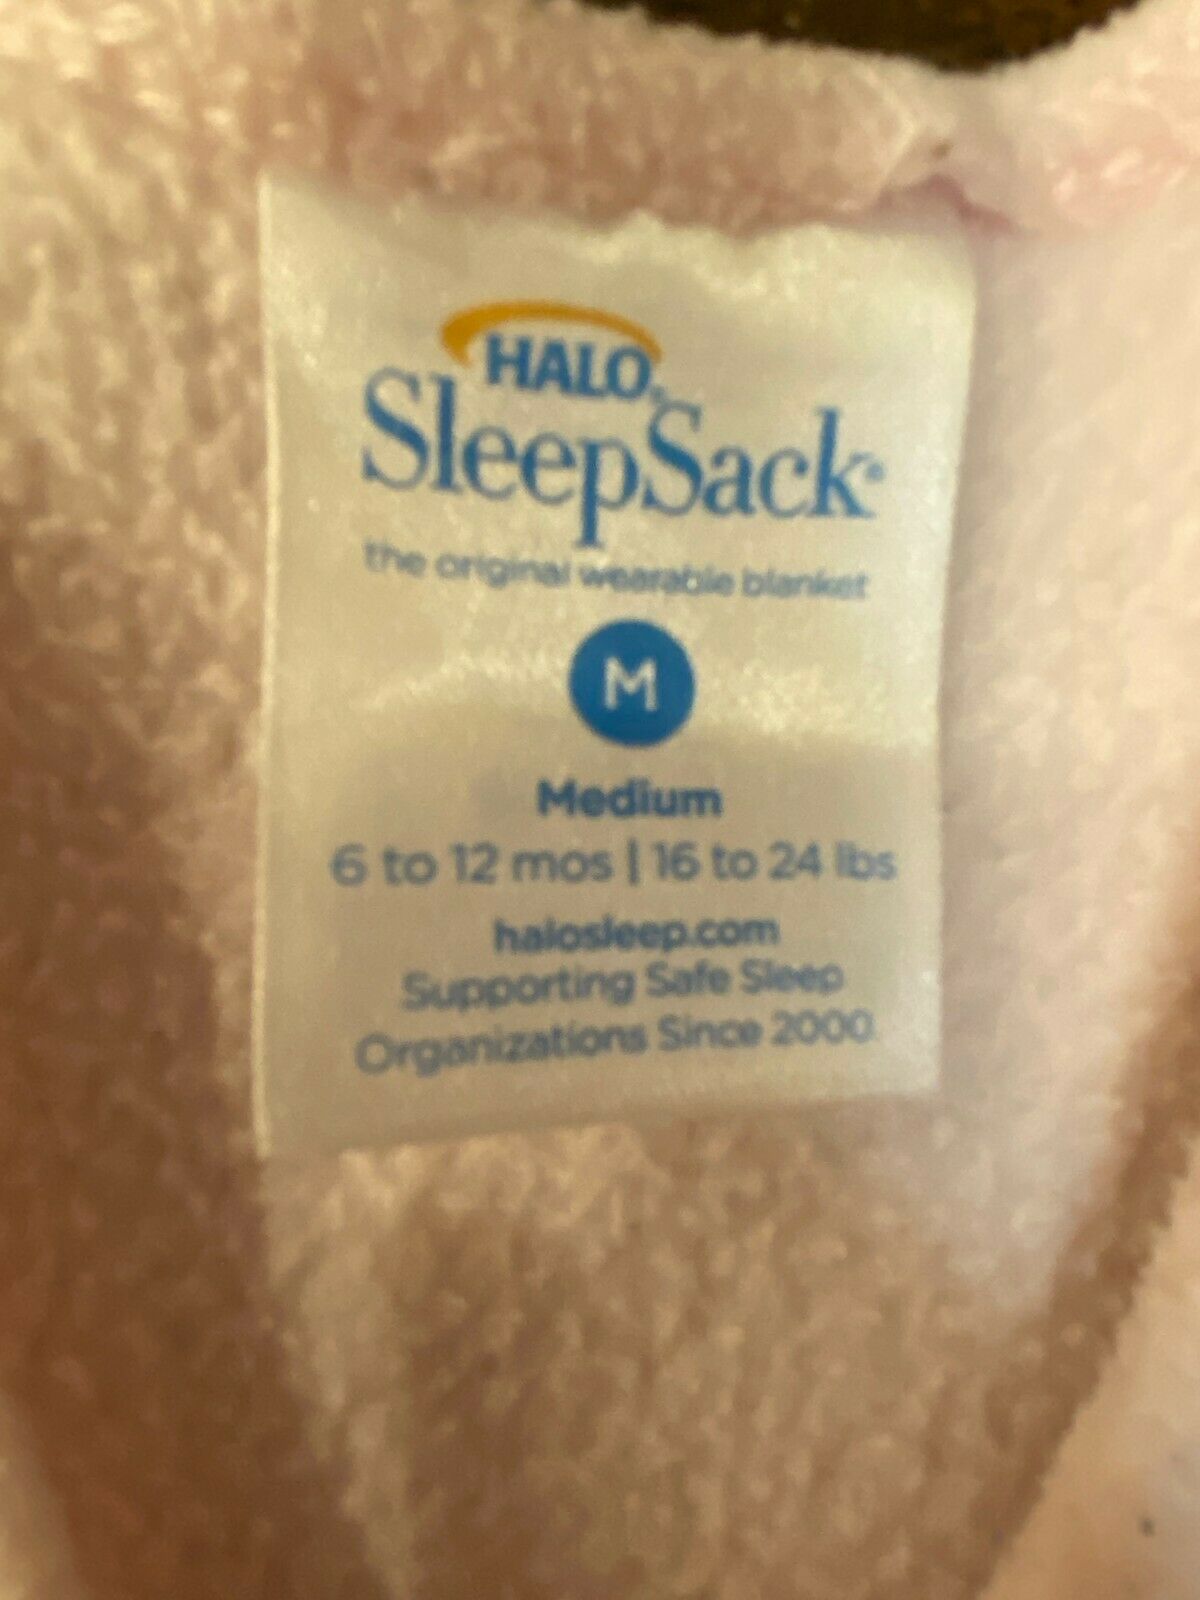 HALO®
SleepSack®
the original wearable blanket
M
Medium
6 to 12 mos | 16 to 24 lbs
halosleep.com
Supporting Safe Sleep
Organizations Since 2000